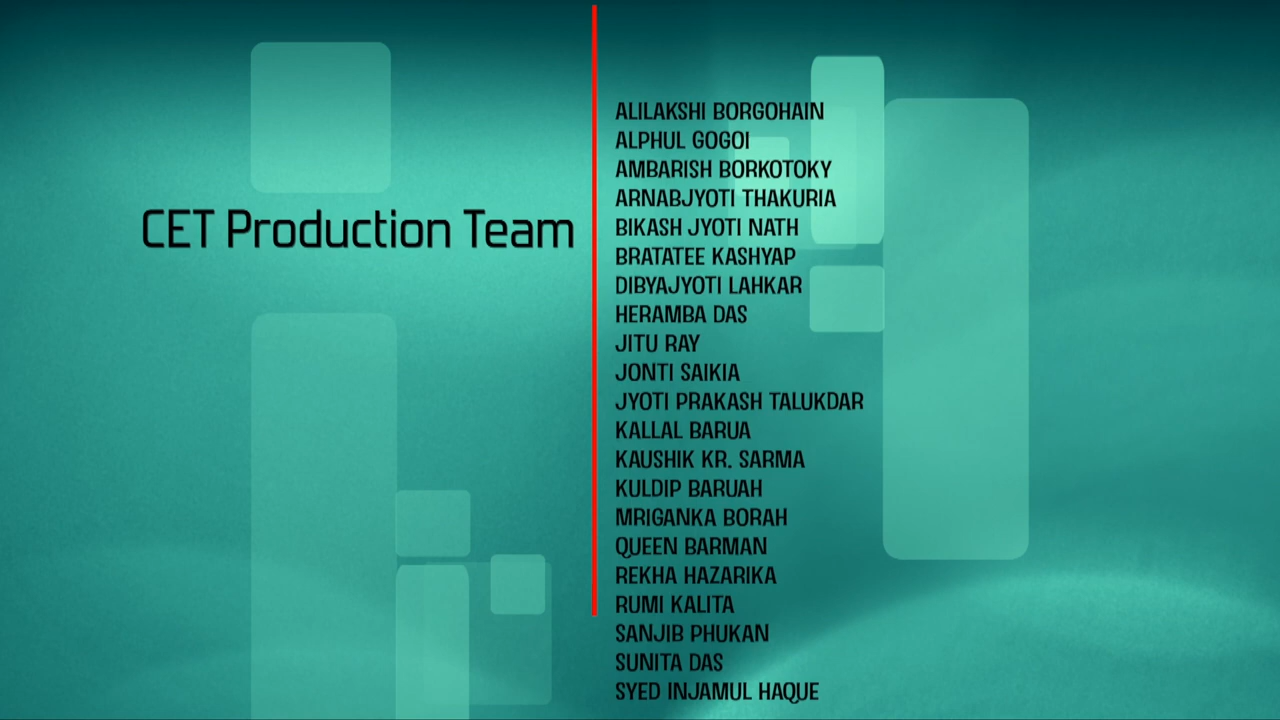 CET Production Team
ALILAKSHI BORGOHAIN
ALPHUL GOGOI
AMBARISH BORKOTOKY
ARNABJYOTI THAKURIA
BIKASH JYOTI NATH
BRATATEE KASHYAP
DIBYAJYOTI LAHKAR
HERAMBA DAS
JITU RAY
JONTI SAIKIA
JYOTI PRAKASH TALUKDAR
KALLAL BARUA
KAUSHIK KR. SARMA
KULDIP BARUAH
MRIGANKA BORAH
QUEEN BARMAN
REKHA HAZARIKA
RUMI KALITA
SANJIB PHUKAN
SUNITA DAS
SYED INJAMUL HAQUE